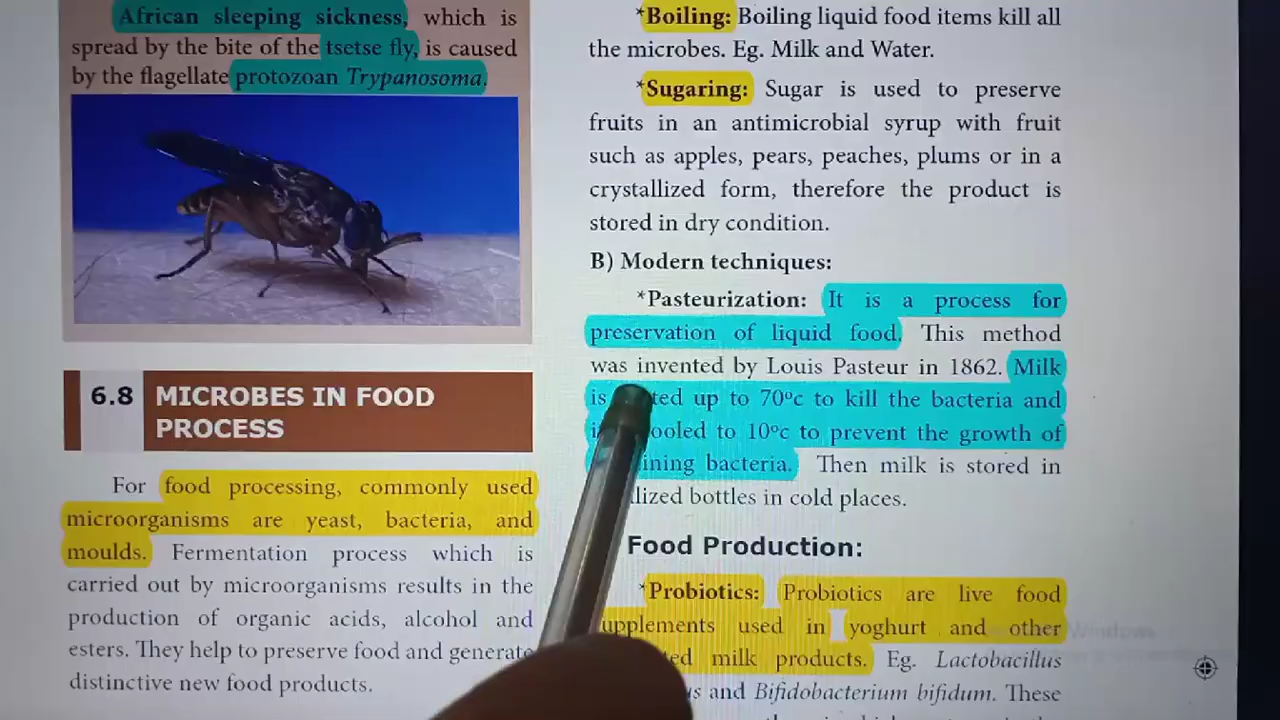 African sleeping sickness, which is
spread by the bite of the tsetse fly, is caused
by the flagellate protozoan Trypanosoma.
6.8 MICROBES IN FOOD
PROCESS
For food processing, commonly used
microorganisms are yeast, bacteria, and
moulds. Fermentation process which is
carried out by microorganisms results in the
production of organic acids, alcohol and
esters. They help to preserve food and generate
distinctive new food products.
*Boiling: Boiling liquid food items kill all
the microbes. Eg. Milk and Water.
*Sugaring: Sugar is used to preserve
fruits in an antimicrobial syrup with fruit
such as apples, pears, peaches, plums or in a
crystallized form, therefore the product is
stored in dry condition.
B) Modern techniques:
*Pasteurization: It is a process for
preservation of liquid food. This method
was invented by Louis Pasteur in 1862. Milk
is up to 70ºc to kill the bacteria and
to 10ºc to prevent the growth of
bacteria. Then milk is stored in
bottles in cold places.
Food Production:
*Probiotics: Probiotics are live food
used in yoghurt and other
milk products. Eg. Lactobacillus
and Bifidobacterium bifidum. These